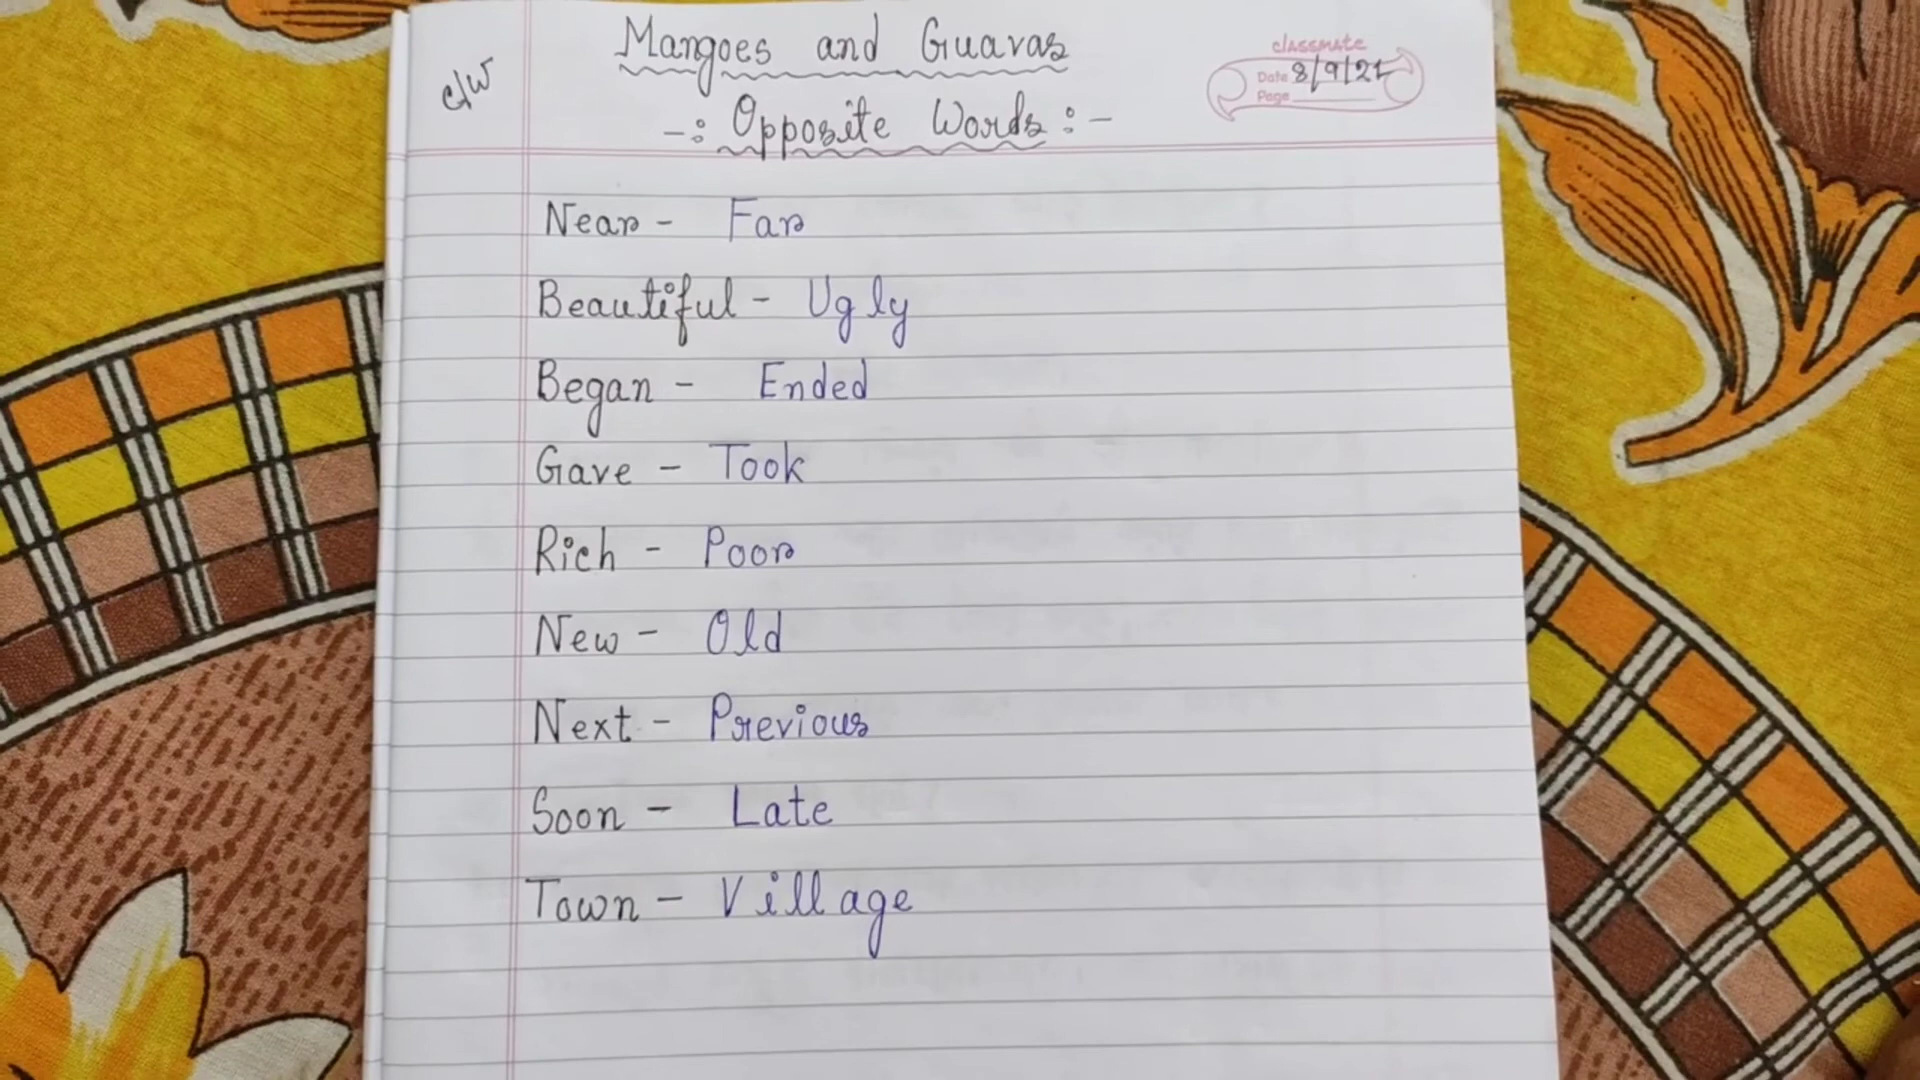 Mangoes and Guavas
c/w
classmate
Date 8/9/21
Page
-: Opposite Words :-
Near - Far
Beautiful - Ugly
Began - Ended
Gave - Took
Rich - Poor
New - Old
Next - Previous
Soon - Late
Town - Village